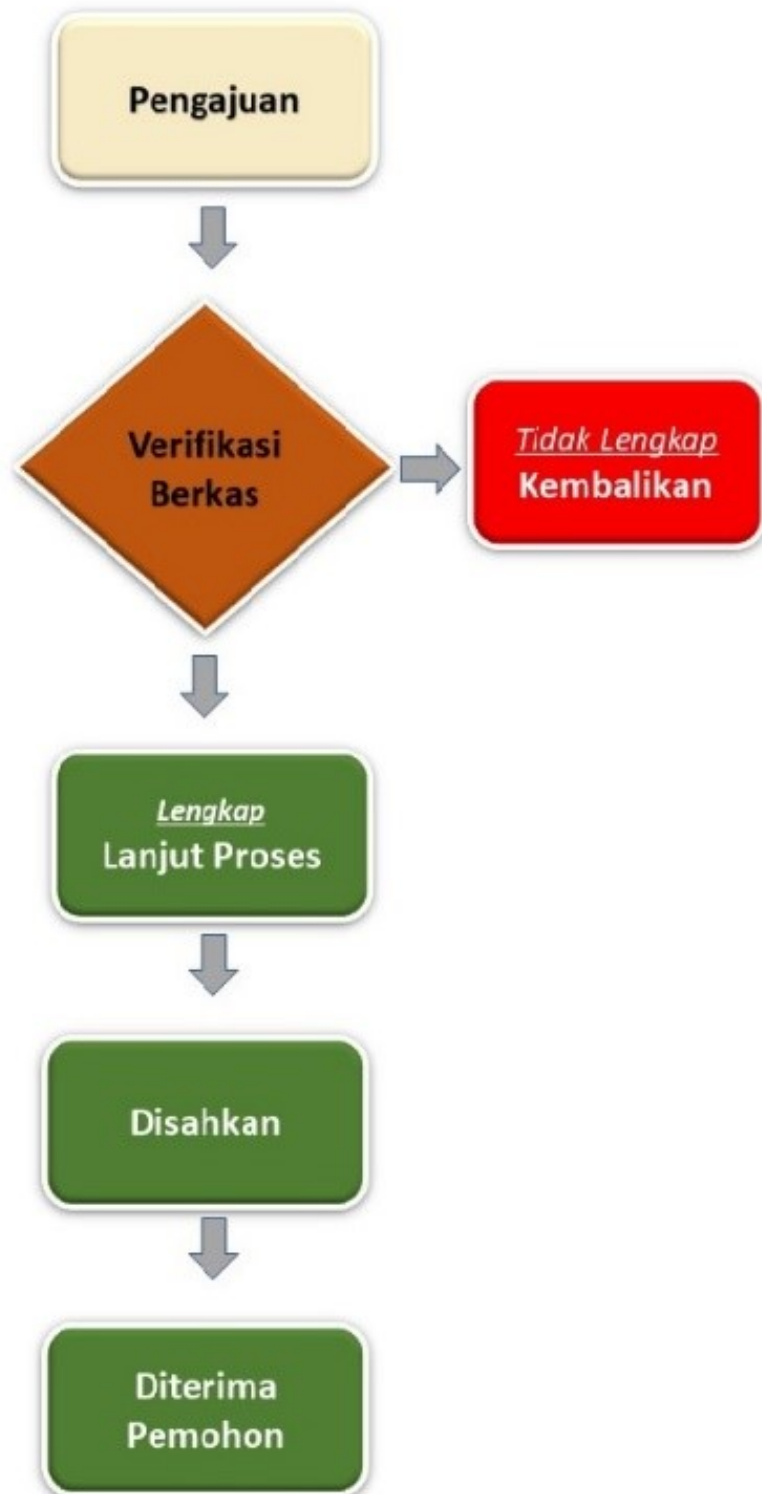 Pengajuan
Verifikasi
Berkas
Tidak Lengkap
Kembalikan
Lengkap
Lanjut Proses
Disahkan
Diterima
Pemohon